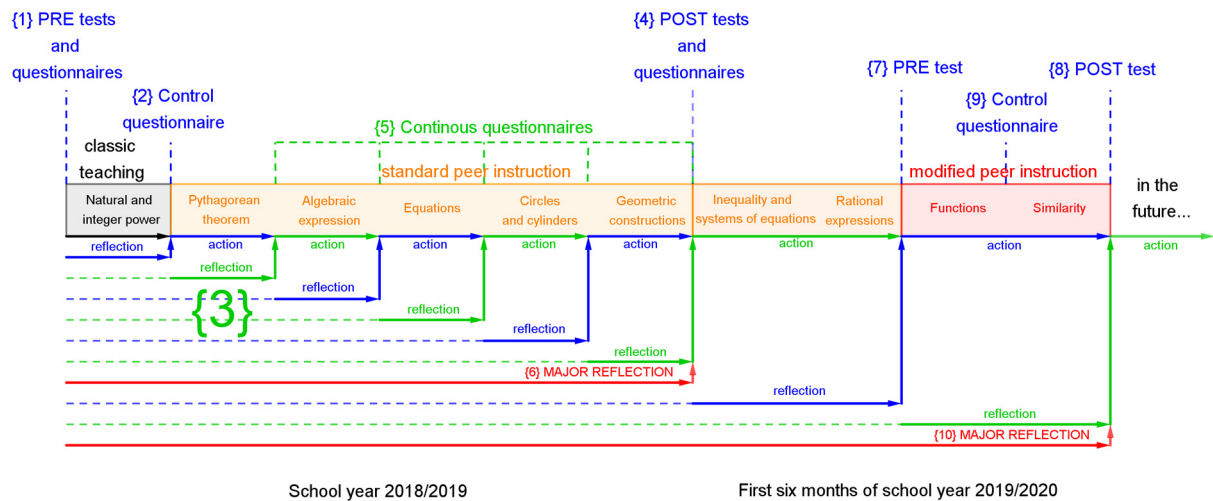 {1} PRE tests
and
questionnaires
{4} POST tests
and
questionnaires
{7} PRE test
{8} POST test
{2} Control
questionnaire
{9} Control
questionnaire
{5} Continous questionnaires
classic
teaching
standard peer instruction
modified peer instruction
in the
future...
Natural and
integer power
Pythagorean
theorem
Algebraic
expression
Equations
Circles
and cylinders
Geometric
constructions
Inequality and
systems of equations
Rational
expressions
Functions
Similarity
reflection
action
action
action
action
action
action
action
action
reflection
{3}
reflection
reflection
reflection
reflection
{6} MAJOR REFLECTION
reflection
reflection
{10} MAJOR REFLECTION
School year 2018/2019
First six months of school year 2019/2020